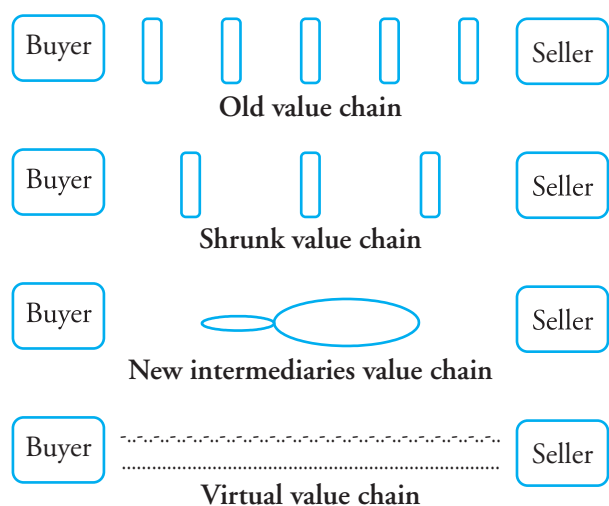 Buyer Seller
Old value chain
Buyer Seller
Shrunk value chain
Buyer Seller
New intermediaries value chain
Buyer Seller
Virtual value chain